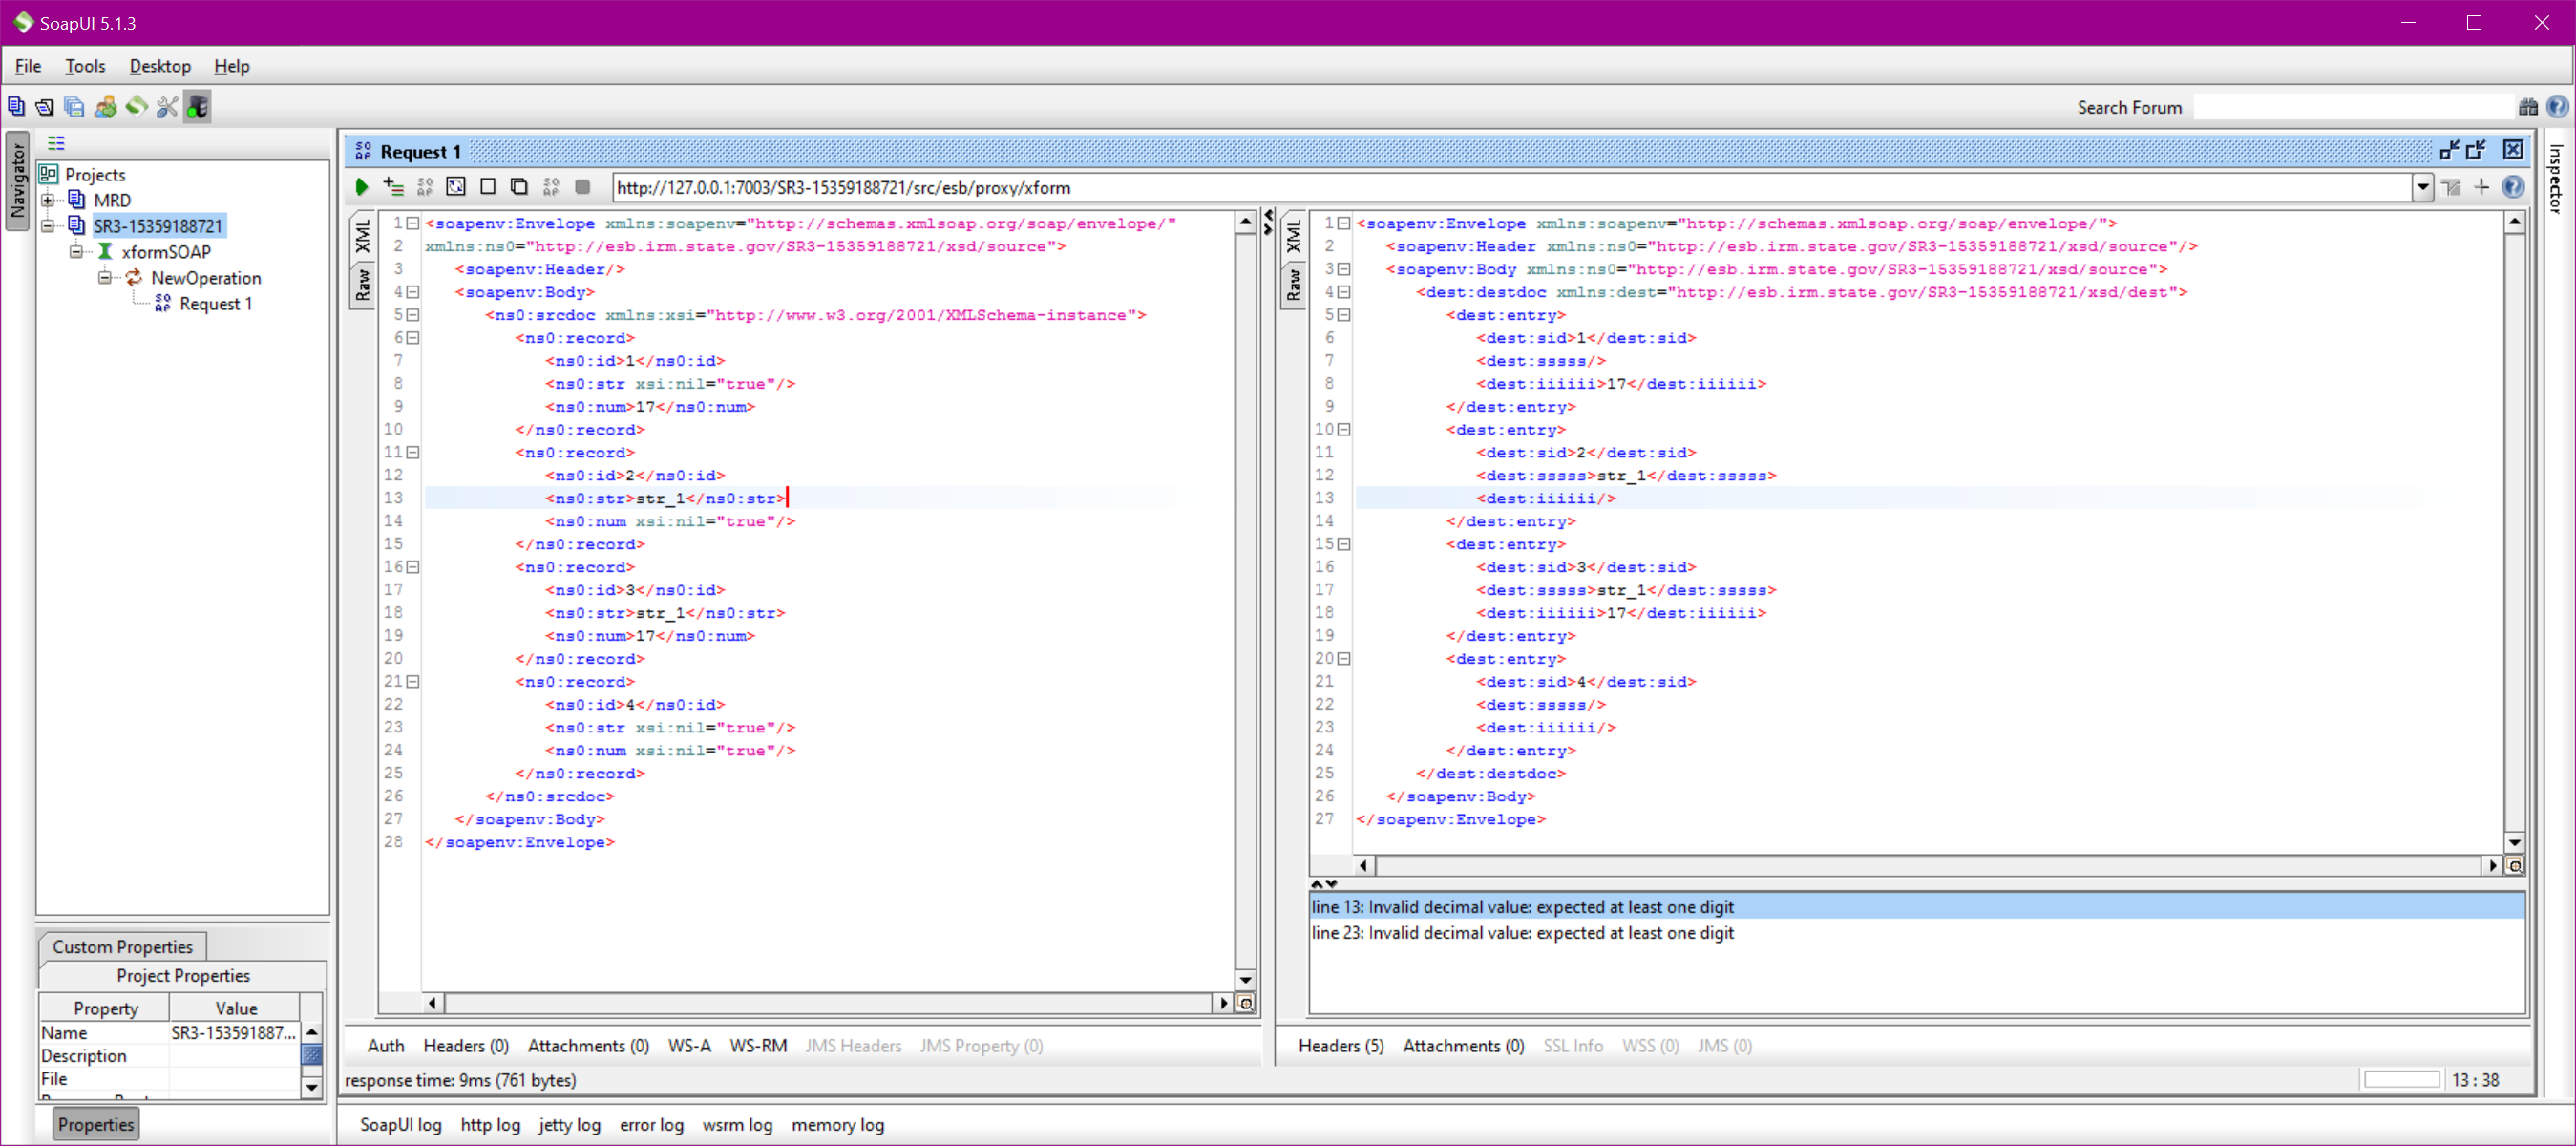 SoapUI 5.1.3
File Tools Desktop Help
Search Forum
Navigator
Projects
MRD
SR3-15359188721
xformSOAP
NewOperation
Request 1
Custom Properties
Project Properties
Property Value
Name SR3-153591887...
Description
File
Properties
Request 1
http://127.0.0.1:7003/SR3-15359188721/src/esb/proxy/xform
XML
Raw
1 <soapenv:Envelope xmlns:soapenv="http://schemas.xmlsoap.org/soap/envelope/"
2 xmlns:ns0="http://esb.irm.state.gov/SR3-15359188721/xsd/source">
3 <soapenv:Header/>
4 <soapenv:Body>
5 <ns0:srcdoc xmlns:xsi="http://www.w3.org/2001/XMLSchema-instance">
6 <ns0:record>
7 <ns0:id>1</ns0:id>
8 <ns0:str xsi:nil="true"/>
9 <ns0:num>17</ns0:num>
10 </ns0:record>
11 <ns0:record>
12 <ns0:id>2</ns0:id>
13 <ns0:str>str_1</ns0:str>
14 <ns0:num xsi:nil="true"/>
15 </ns0:record>
16 <ns0:record>
17 <ns0:id>3</ns0:id>
18 <ns0:str>str_1</ns0:str>
19 <ns0:num>17</ns0:num>
20 </ns0:record>
21 <ns0:record>
22 <ns0:id>4</ns0:id>
23 <ns0:str xsi:nil="true"/>
24 <ns0:num xsi:nil="true"/>
25 </ns0:record>
26 </ns0:srcdoc>
27 </soapenv:Body>
28 </soapenv:Envelope>
Auth Headers (0) Attachments (0) WS-A WS-RM JMS Headers JMS Property (0)
response time: 9ms (761 bytes)
XML
Raw
1 <soapenv:Envelope xmlns:soapenv="http://schemas.xmlsoap.org/soap/envelope/">
2 <soapenv:Header xmlns:ns0="http://esb.irm.state.gov/SR3-15359188721/xsd/source"/>
3 <soapenv:Body xmlns:ns0="http://esb.irm.state.gov/SR3-15359188721/xsd/source">
4 <dest:destdoc xmlns:dest="http://esb.irm.state.gov/SR3-15359188721/xsd/dest">
5 <dest:entry>
6 <dest:sid>1</dest:sid>
7 <dest:sssss/>
8 <dest:iiiiii>17</dest:iiiiii>
9 </dest:entry>
10 <dest:entry>
11 <dest:sid>2</dest:sid>
12 <dest:sssss>str_1</dest:sssss>
13 <dest:iiiiii/>
14 </dest:entry>
15 <dest:entry>
16 <dest:sid>3</dest:sid>
17 <dest:sssss>str_1</dest:sssss>
18 <dest:iiiiii>17</dest:iiiiii>
19 </dest:entry>
20 <dest:entry>
21 <dest:sid>4</dest:sid>
22 <dest:sssss/>
23 <dest:iiiiii/>
24 </dest:entry>
25 </dest:destdoc>
26 </soapenv:Body>
27 </soapenv:Envelope>
line 13: Invalid decimal value: expected at least one digit
line 23: Invalid decimal value: expected at least one digit
Headers (5) Attachments (0) SSL Info WSS (0) JMS (0)
13 : 38
Inspector
SoapUI log http log jetty log error log wsrm log memory log